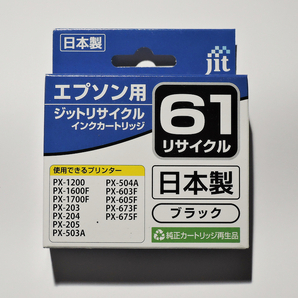 日本製
jit
エプソン用
ジットリサイクル
インクカートリッジ
61
リサイクル
使用できるプリンター
PX-1200
PX-1600F
PX-1700F
PX-203
PX-204
PX-205
PX-503A
PX-504A
PX-603F
PX-605F
PX-673F
PX-675F
日本製
ブラック
純正カートリッジ再生品